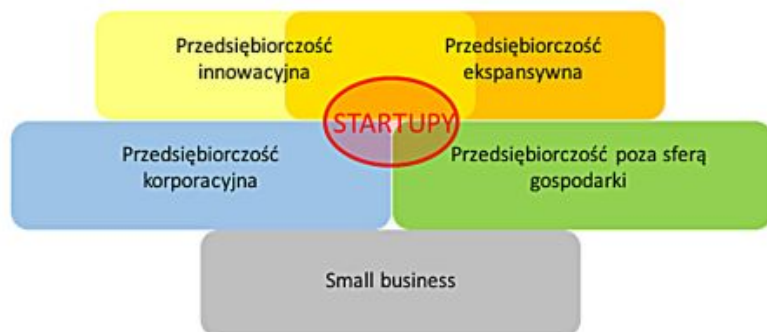 Przedsiębiorczość
innowacyjna
Przedsiębiorczość
ekspansywna
STARTUPY
Przedsiębiorczość
korporacyjna
Przedsiębiorczość poza sferą
gospodarki
Small business